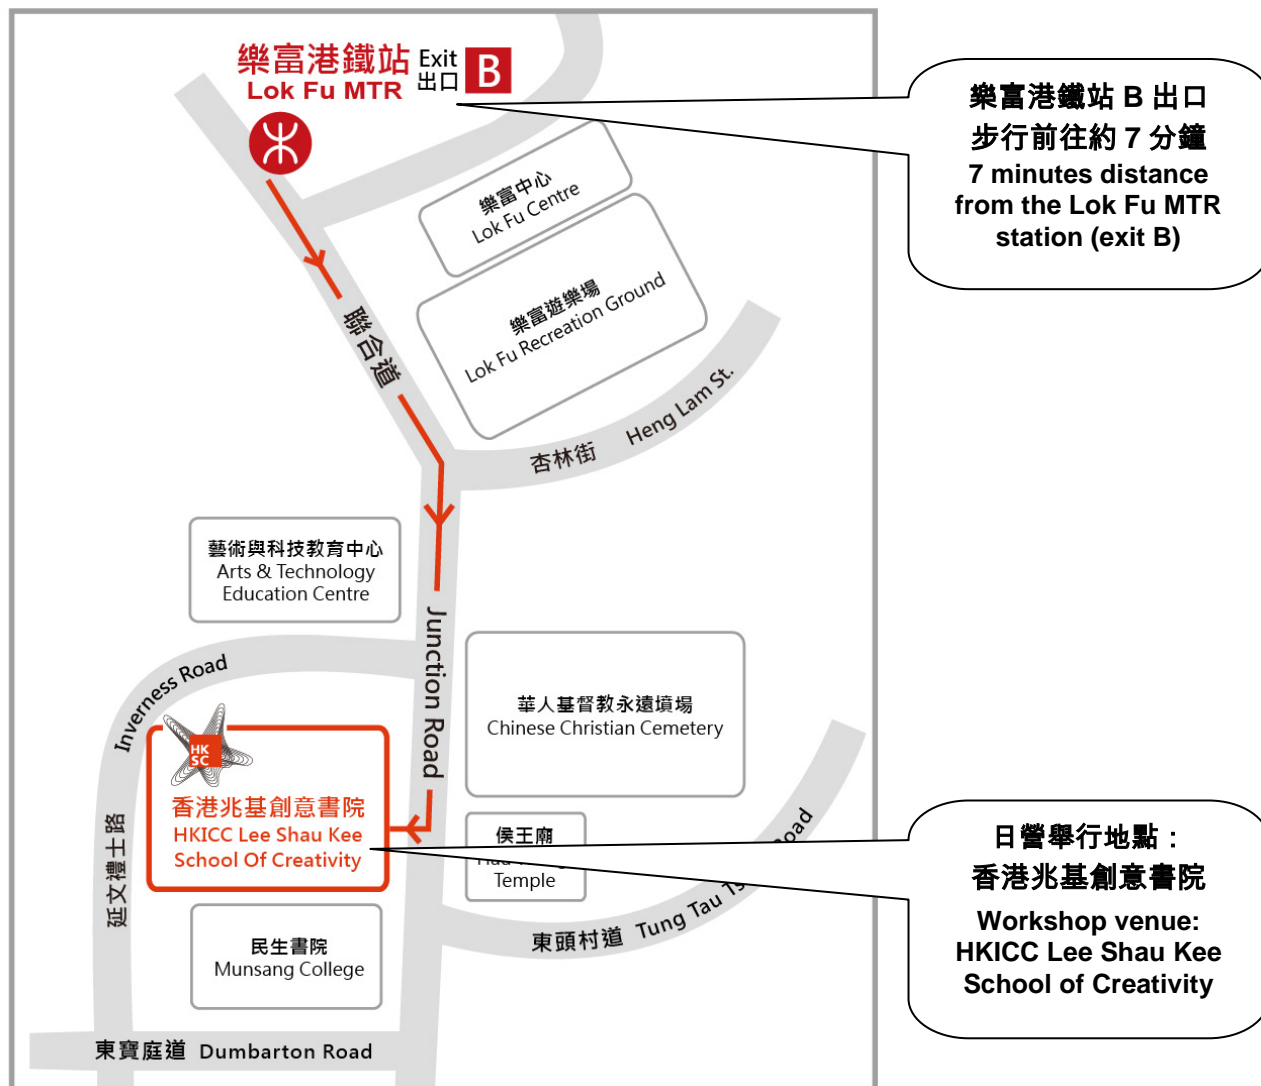 樂富港鐵站
Lok Fu MTR
Exit
出口
B
樂富港鐵站 B 出口
步行前往約 7 分鐘
7 minutes distance
from the Lok Fu MTR
station (exit B)
樂富中心
Lok Fu Centre
樂富遊樂場
Lok Fu Recreation Ground
聯合道
杏林街 Heng Lam St.
藝術與科技教育中心
Arts & Technology
Education Centre
Junction Road
Inverness Road
華人基督教永遠墳場
Chinese Christian Cemetery
HK
SC
香港兆基創意書院
HKICC Lee Shau Kee
School Of Creativity
延文禮士路
侯王廟
Temple
東頭村道 Tung Tau Road
日營舉行地點：
香港兆基創意書院
Workshop venue:
HKICC Lee Shau Kee
School of Creativity
民生書院
Munsang College
東寶庭道 Dumbarton Road